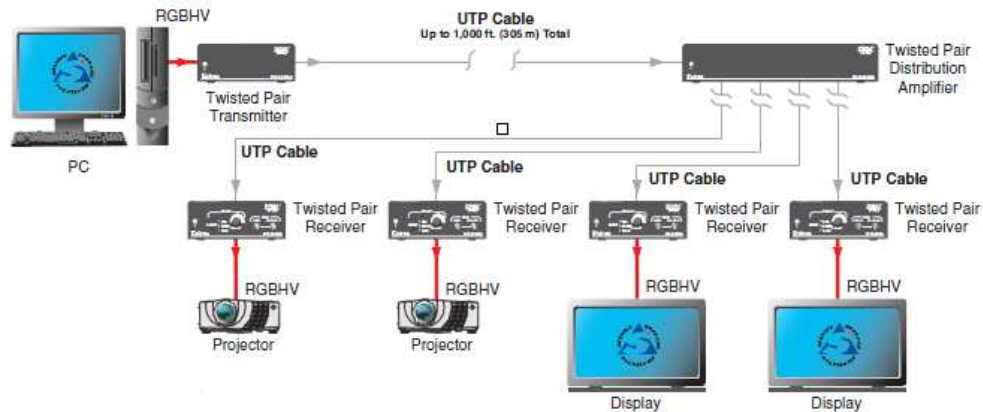 RGBHV
UTP Cable
Up to 1,000 ft. (305 m) Total
Twisted Pair
Distribution
Amplifier
Twisted Pair
Transmitter
PC
UTP Cable
UTP Cable
UTP Cable
UTP Cable
Twisted Pair
Receiver
Twisted Pair
Receiver
Twisted Pair
Receiver
Twisted Pair
Receiver
RGBHV
RGBHV
RGBHV
RGBHV
Projector
Projector
Display
Display